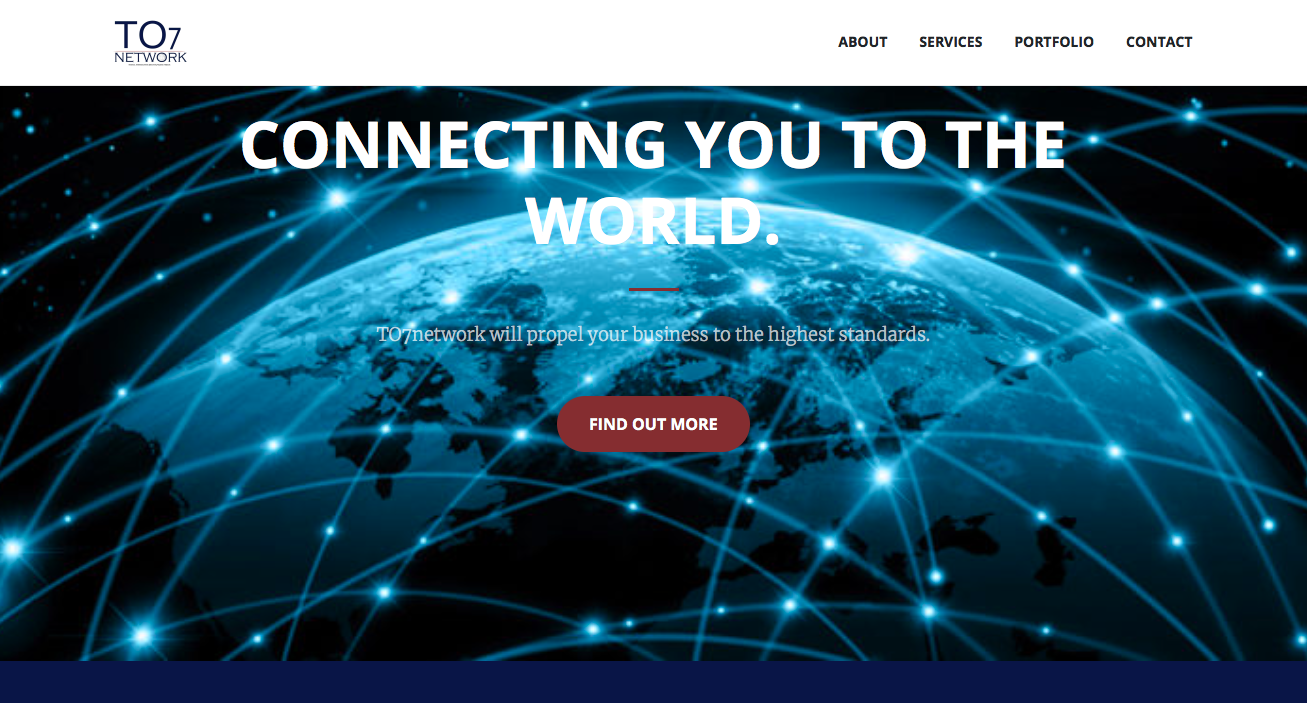 TO7
NETWORK
ABOUT
SERVICES
PORTFOLIO
CONTACT
CONNECTING YOU TO THE
WORLD.
TO7network will propel your business to the highest standards.
FIND OUT MORE